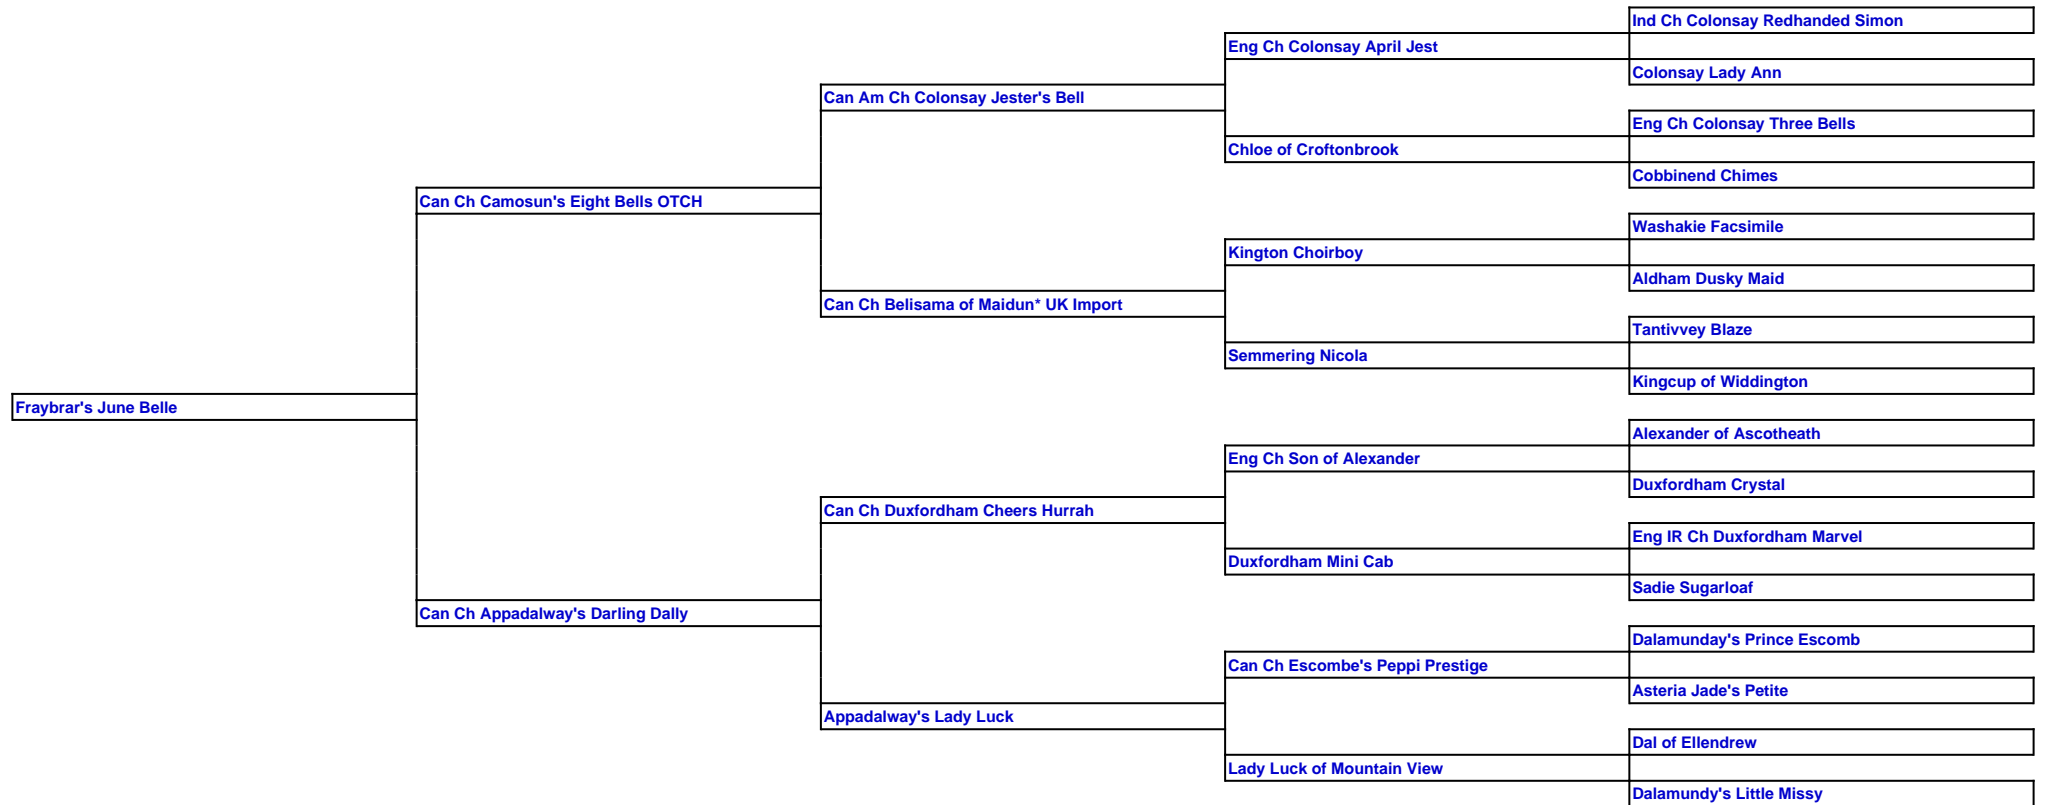 Ind Ch Colonsay Redhanded Simon
Eng Ch Colonsay April Jest
Colonsay Lady Ann
Can Am Ch Colonsay Jester's Bell
Eng Ch Colonsay Three Bells
Chloe of Croftonbrook
Cobbinend Chimes
Can Ch Camosun's Eight Bells OTCH
Washakie Facsimile
Kington Choirboy
Aldham Dusky Maid
Can Ch Belisama of Maidun* UK Import
Tantivvey Blaze
Semmering Nicola
Kingcup of Widdington
Fraybrar's June Belle
Alexander of Ascotheath
Eng Ch Son of Alexander
Duxfordham Crystal
Can Ch Duxfordham Cheers Hurrah
Eng IR Ch Duxfordham Marvel
Duxfordham Mini Cab
Sadie Sugarloaf
Can Ch Appadalway's Darling Dally
Dalamunday's Prince Escomb
Can Ch Escombe's Peppi Prestige
Asteria Jade's Petite
Appadalway's Lady Luck
Dal of Ellendrew
Lady Luck of Mountain View
Dalamundy's Little Missy